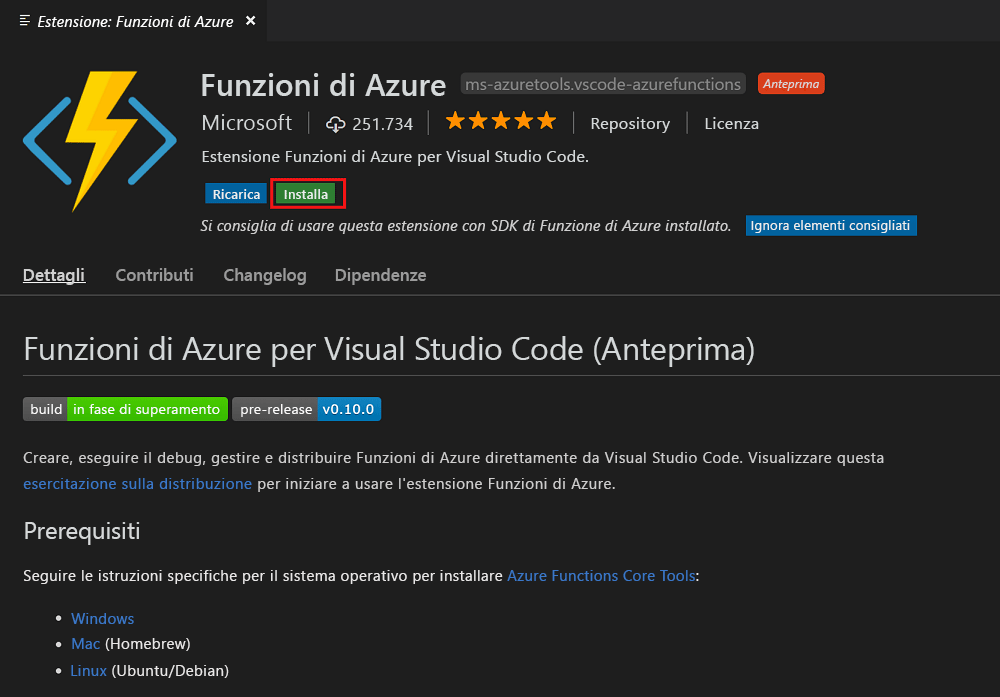 Estensione: Funzioni di Azure
Funzioni di Azure ms-azuretools.vscode-azurefunctions Anteprima
Microsoft 251.734 Repository Licenza
Estensione Funzioni di Azure per Visual Studio Code.
Ricarica Installa
Si consiglia di usare questa estensione con SDK di Funzione di Azure installato. Ignora elementi consigliati
Dettagli Contributi Changelog Dipendenze
Funzioni di Azure per Visual Studio Code (Anteprima)
build in fase di superamento pre-release v0.10.0
Creare, eseguire il debug, gestire e distribuire Funzioni di Azure direttamente da Visual Studio Code. Visualizzare questa
esercitazione sulla distribuzione per iniziare a usare l'estensione Funzioni di Azure.
Prerequisiti
Seguire le istruzioni specifiche per il sistema operativo per installare Azure Functions Core Tools:
• Windows
• Mac (Homebrew)
• Linux (Ubuntu/Debian)